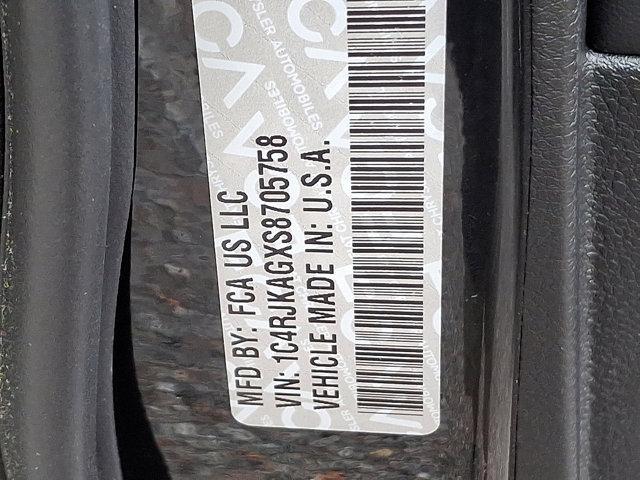 MFD BY: FCA US LLC
VIN: 1C4RJKAGXS8705758
VEHICLE MADE IN: U.S.A.